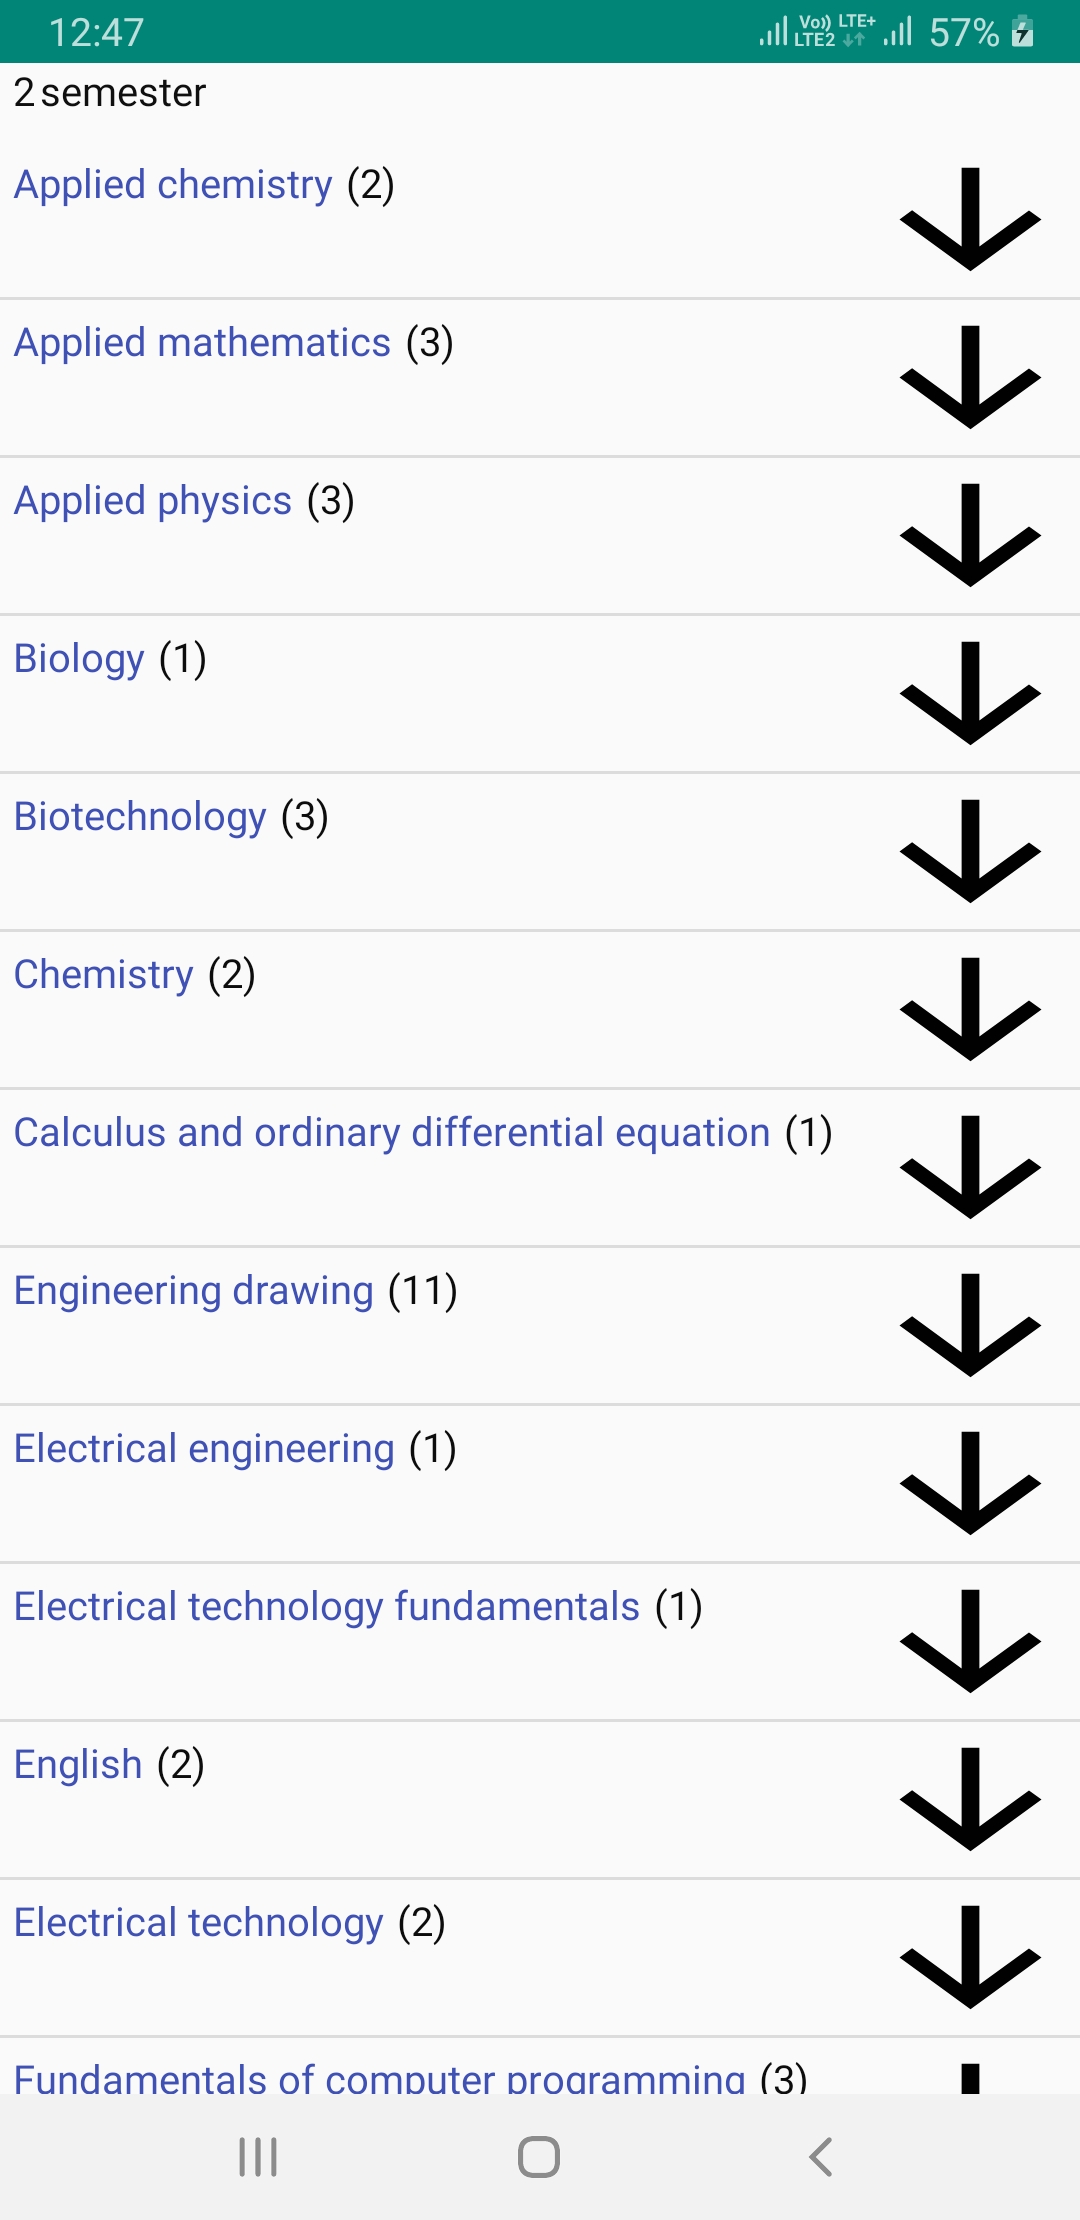 12:47 Vo)) LTE2 LTE+ 57%
2 semester
Applied chemistry (2)
Applied mathematics (3)
Applied physics (3)
Biology (1)
Biotechnology (3)
Chemistry (2)
Calculus and ordinary differential equation (1)
Engineering drawing (11)
Electrical engineering (1)
Electrical technology fundamentals (1)
English (2)
Electrical technology (2)
Fundamentals of computer programming (3)